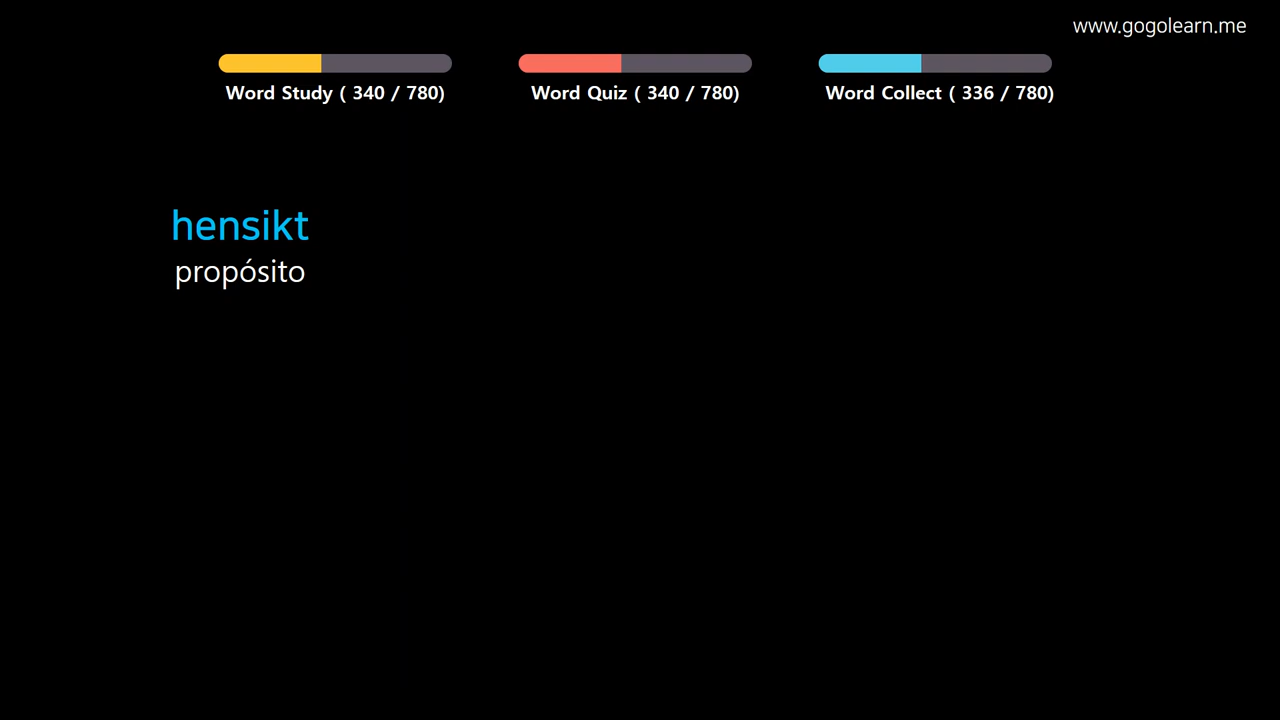 www.gogolearn.me
Word Study ( 340 / 780)
Word Quiz ( 340 / 780)
Word Collect ( 336 / 780)
hensikt
propósito